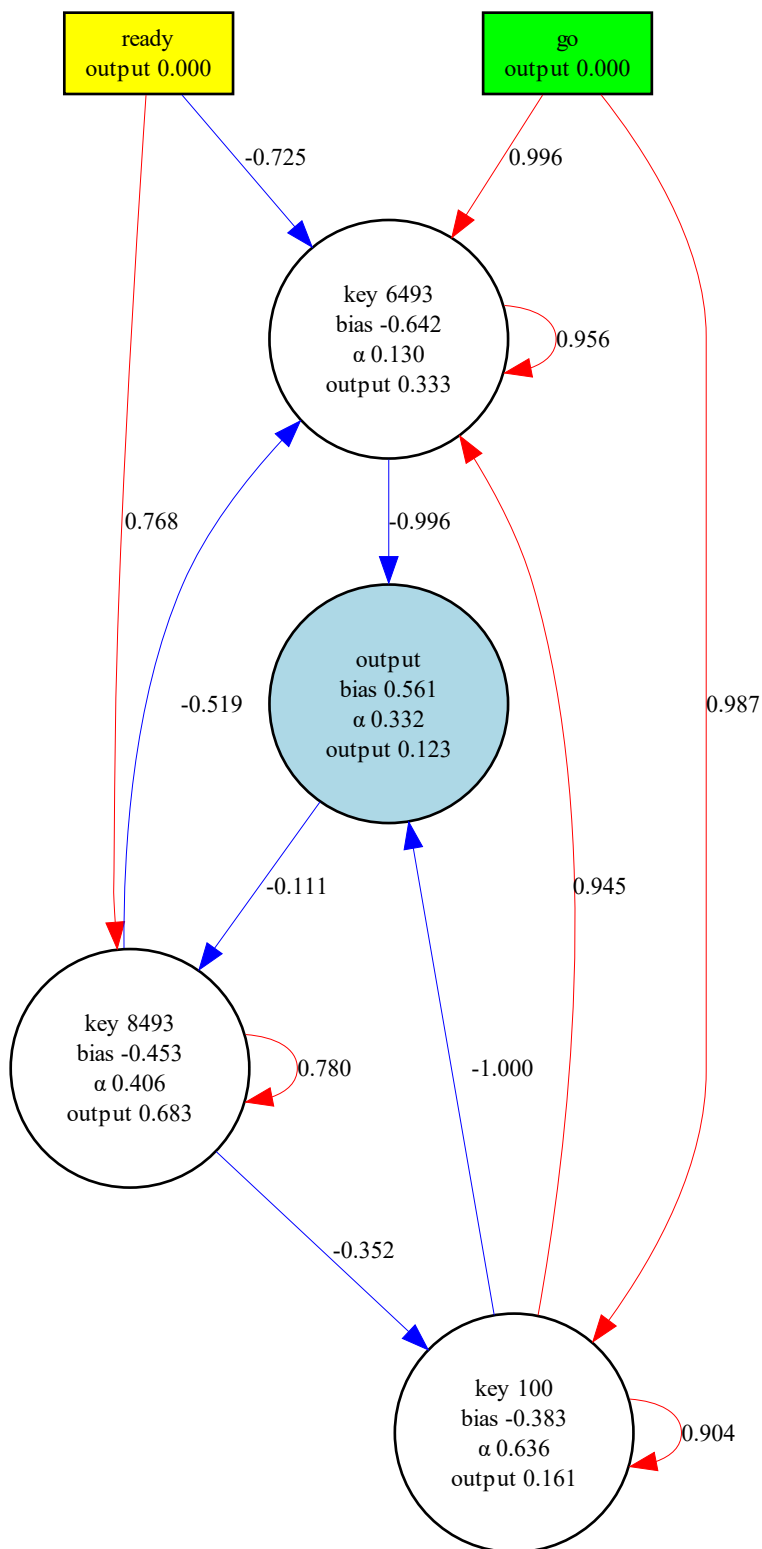 ready
output 0.000
go
output 0.000
-0.725
0.996
key 6493
bias -0.642
α 0.130
output 0.333
0.956
0.768
-0.996
output
bias 0.561
α 0.332
output 0.123
-0.519
0.987
-0.111
0.945
key 8493
bias -0.453
α 0.406
output 0.683
0.780
-1.000
-0.352
key 100
bias -0.383
α 0.636
output 0.161
0.904